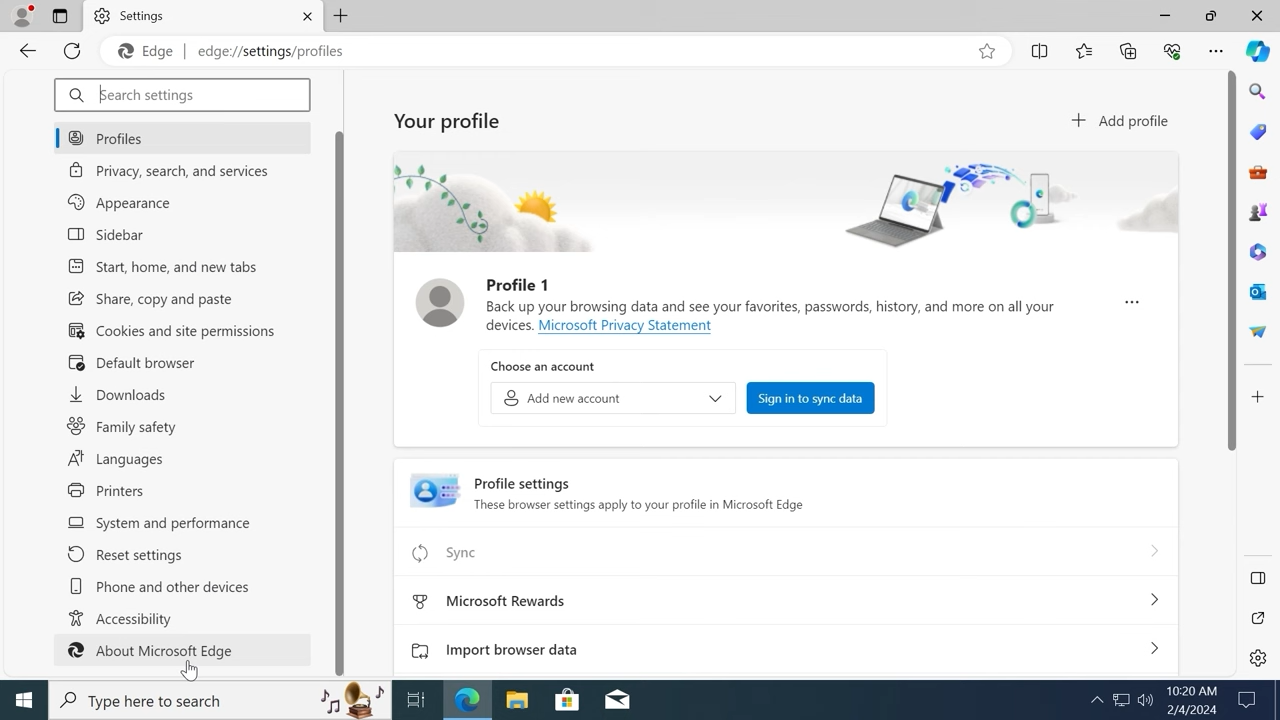 Settings
Edge
edge://settings/profiles
Search settings
Profiles
Privacy, search, and services
Appearance
Sidebar
Start, home, and new tabs
Share, copy and paste
Cookies and site permissions
Default browser
Downloads
Family safety
Languages
Printers
System and performance
Reset settings
Phone and other devices
Accessibility
About Microsoft Edge
Your profile
Add profile
Profile 1
Back up your browsing data and see your favorites, passwords, history, and more on all your
devices. Microsoft Privacy Statement
Choose an account
Add new account
Sign in to sync data
Profile settings
These browser settings apply to your profile in Microsoft Edge
Sync
Microsoft Rewards
Import browser data
Type here to search
10:20 AM
2/4/2024